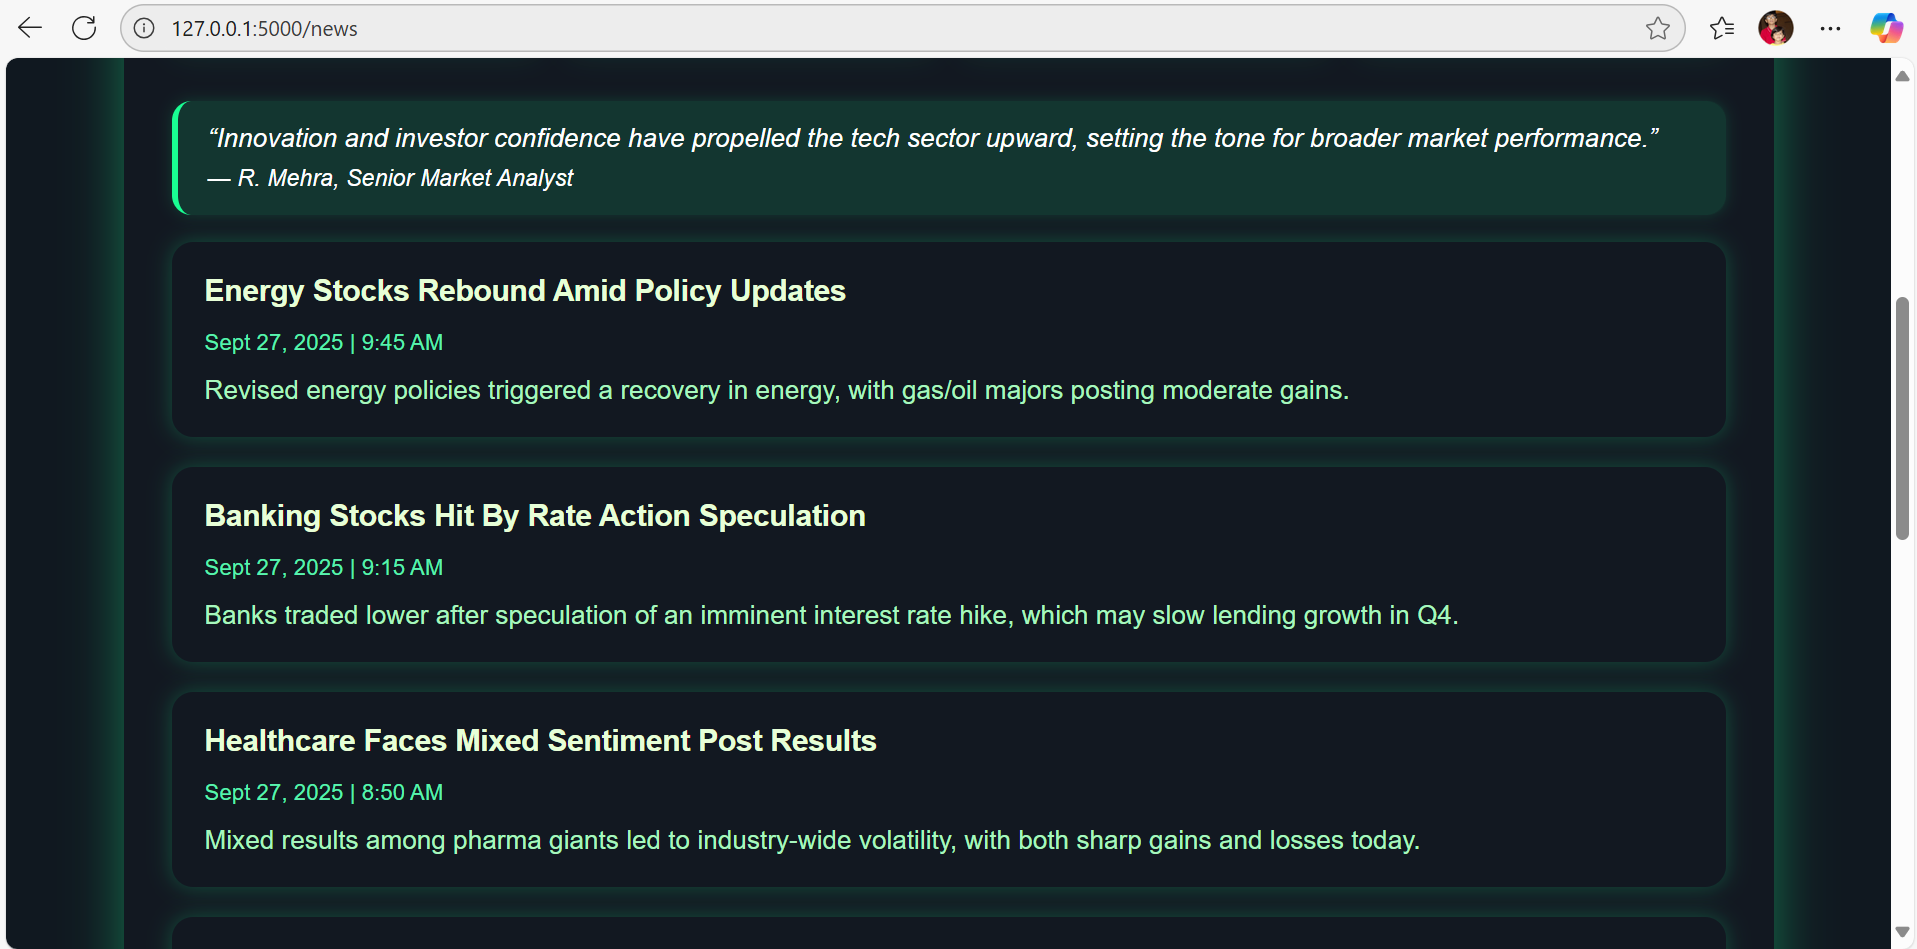 127.0.0.1:5000/news
“Innovation and investor confidence have propelled the tech sector upward, setting the tone for broader market performance.”
— R. Mehra, Senior Market Analyst
Energy Stocks Rebound Amid Policy Updates
Sept 27, 2025 | 9:45 AM
Revised energy policies triggered a recovery in energy, with gas/oil majors posting moderate gains.
Banking Stocks Hit By Rate Action Speculation
Sept 27, 2025 | 9:15 AM
Banks traded lower after speculation of an imminent interest rate hike, which may slow lending growth in Q4.
Healthcare Faces Mixed Sentiment Post Results
Sept 27, 2025 | 8:50 AM
Mixed results among pharma giants led to industry-wide volatility, with both sharp gains and losses today.